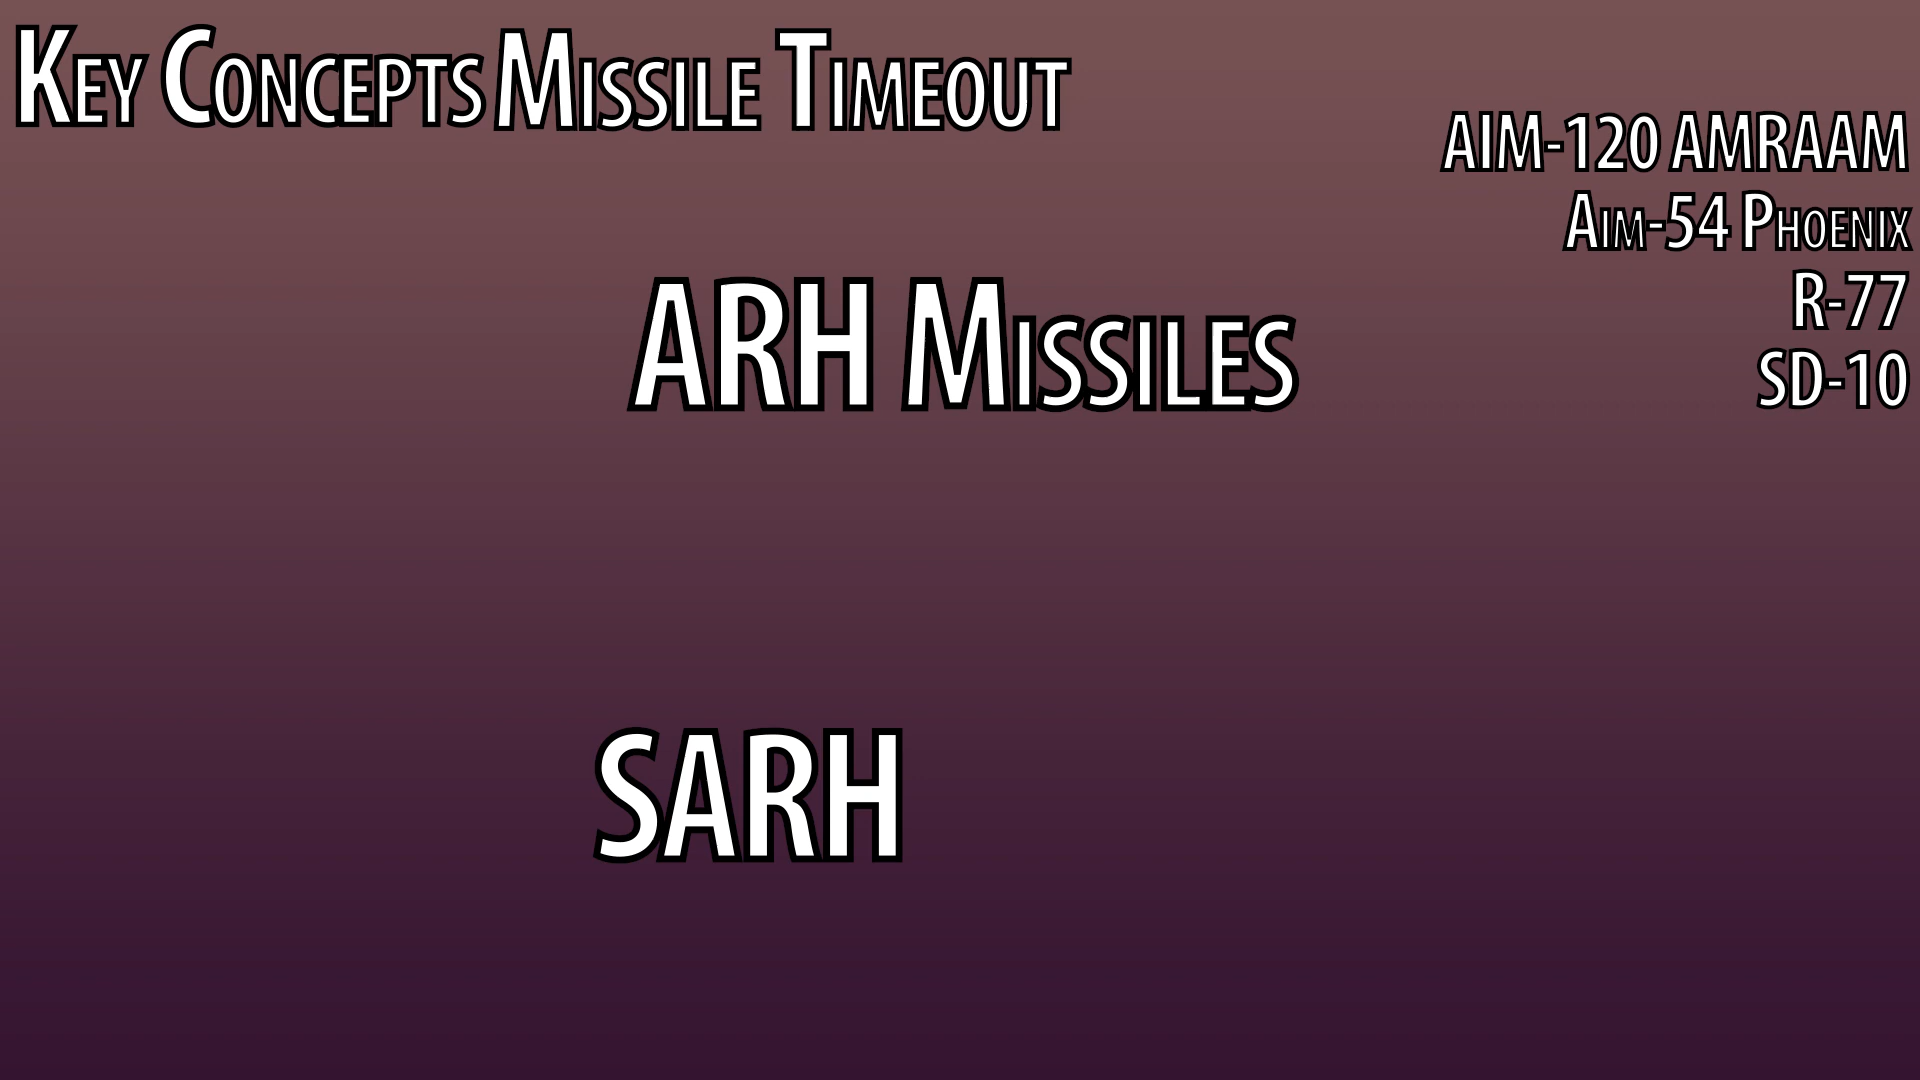 Key Concepts Missile Timeout
AIM-120 AMRAAM
Aim-54 Phoenix
R-77
SD-10
ARH Missiles
SARH